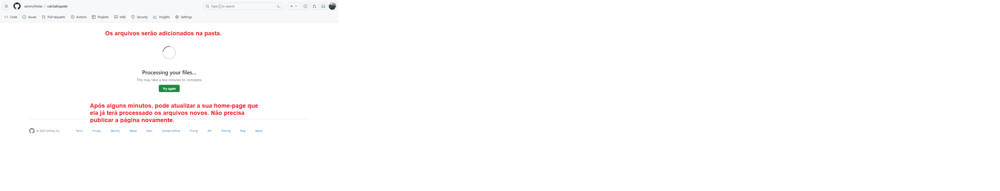 sammyfreitas / calcSalLiquido
Type / to search
Code Issues Pull requests Actions Projects Wiki Security Insights Settings
Os arquivos serão adicionados na pasta.
Processing your files…
This may take a few minutes to complete.
Try again
Após alguns minutos, pode atualizar a sua home-page que
ela já terá processado os arquivos novos. Não precisa
publicar a página novamente.
© 2023 GitHub, Inc. Terms Privacy Security Status Docs Contact GitHub Pricing API Training Blog About